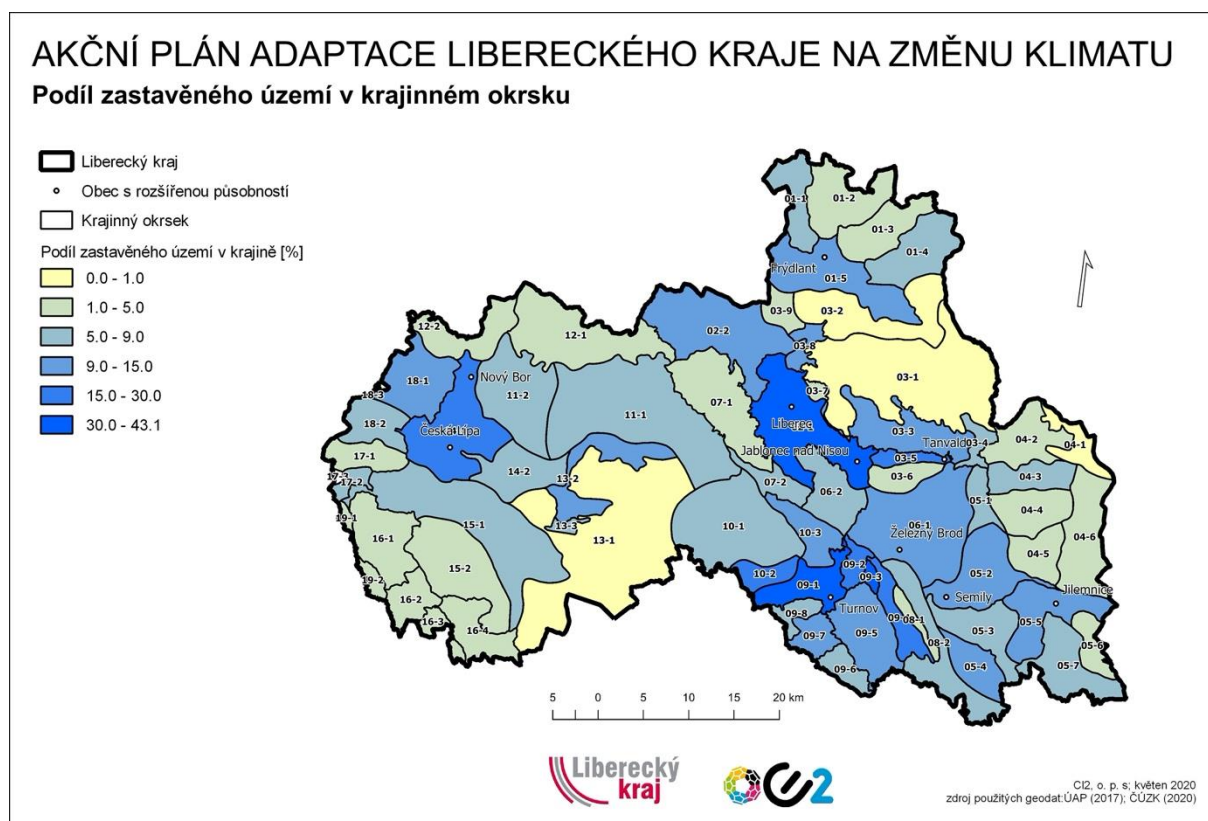 AKČNÍ PLÁN ADAPTACE LIBERECKÉHO KRAJE NA ZMĚNU KLIMATU
Podíl zastavěného území v krajinném okrsku
Liberecký kraj
Obec s rozšířenou působností
Krajinný okrsek
Podíl zastavěného území v krajině [%]
0.0 - 1.0
1.0 - 5.0
5.0 - 9.0
9.0 - 15.0
15.0 - 30.0
30.0 - 43.1
01-1
01-2
01-3
01-4
Frýdlant
01-5
03-9
03-2
12-2
12-1
02-2
03-8
03-1
18-1
Nový Bor
18-3
11-2
07-1
03-7
18-2
11-1
Liberec
Česká Lípa
03-3
Tanvald
03-4
04-2
04-1
17-1
Jablonec nad Nisou
03-5
14-2
13-2
07-2
03-6
04-3
17-3
17-2
06-2
05-1
19-1
15-1
13-3
10-1
10-3
06-1
04-4
16-1
13-1
Železný Brod
04-5
04-6
15-2
09-2
10-2
09-3
05-2
19-2
09-1
16-2
Turnov
Semily
Jilemnice
16-3
09-8
08-1
05-5
16-4
09-7
09-5
08-2
05-3
05-6
09-6
05-4
05-7
5 0 5 10 15 20 km
Liberecký
kraj
CI2
CI2, o. p. s; květen 2020
zdroj použitých geodat:ÚAP (2017); ČÚZK (2020)